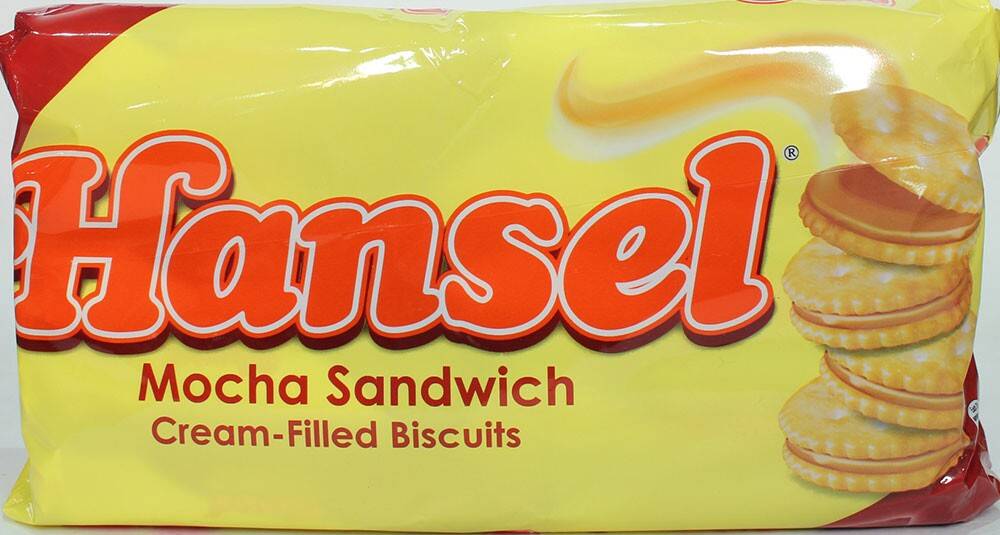 Hansel®
Mocha Sandwich
Cream-Filled Biscuits